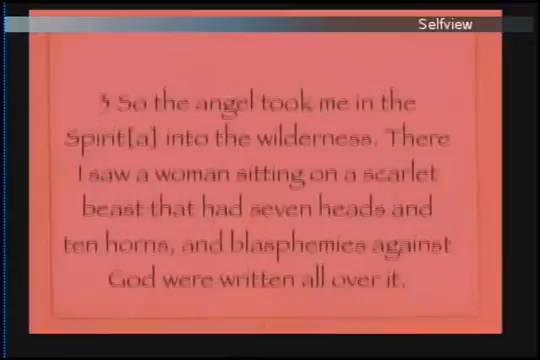 Selfview
3 So the angel took me in the
Spirit[a] into the wilderness. There
I saw a woman sitting on a scarlet
beast that had seven heads and
ten horns, and blasphemies against
God were written all over it.